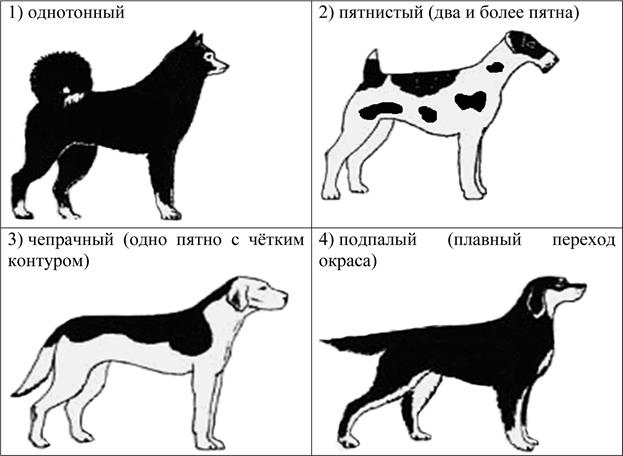 1) однотонный
2) пятнистый (два и более пятна)
3) чепрачный (одно пятно с чётким
контуром)
4) подпалый (плавный переход
окраса)